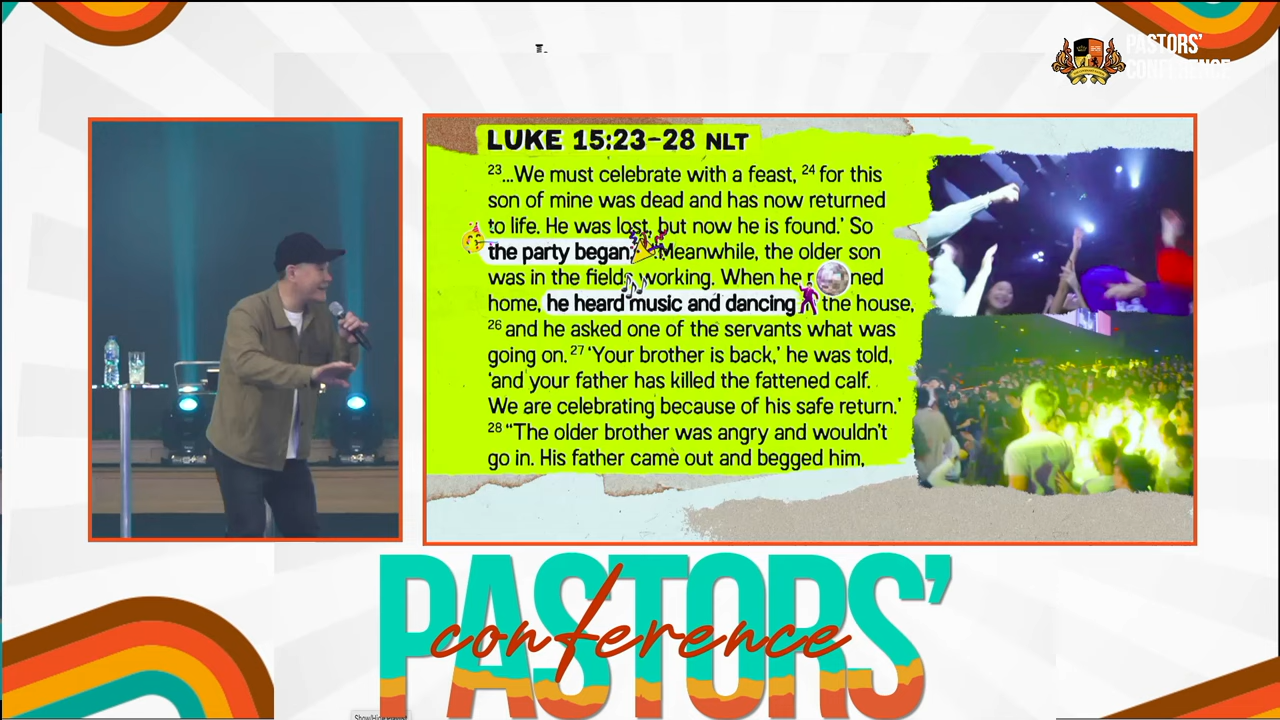 PASTORS'
CONFERENCE
LUKE 15:23-28 NLT
23...We must celebrate with a feast, 24 for this
son of mine was dead and has now returned
to life. He was lost, but now he is found.' So
the party began. Meanwhile, the older son
was in the fields working. When he
home, he heard music and dancing the house,
26 and he asked one of the servants what was
going on. 27 'Your brother is back,' he was told,
'and your father has killed the fattened calf.
We are celebrating because of his safe return.'
28 "The older brother was angry and wouldn't
go in. His father came out and begged him,
PASTORS'
conference